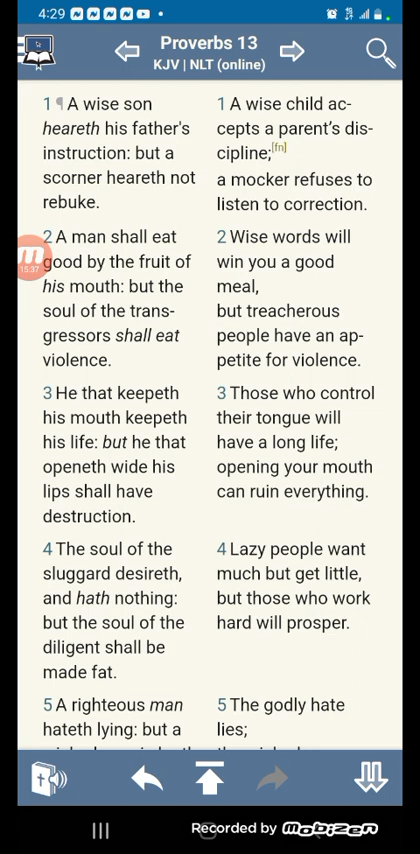 4:29
Proverbs 13
KJV | NLT (online)
1 ¶ A wise son
heareth his father's
instruction: but a
scorner heareth not
rebuke.
2 A man shall eat
good by the fruit of
his mouth: but the
soul of the trans-
gressors shall eat
violence.
3 He that keepeth
his mouth keepeth
his life: but he that
openeth wide his
lips shall have
destruction.
4 The soul of the
sluggard desireth,
and hath nothing:
but the soul of the
diligent shall be
made fat.
5 A righteous man
hateth lying: but a
1 A wise child ac-
cepts a parent's dis-
cipline;[fn]
a mocker refuses to
listen to correction.
2 Wise words will
win you a good
meal,
but treacherous
people have an ap-
petite for violence.
3 Those who control
their tongue will
have a long life;
opening your mouth
can ruin everything.
4 Lazy people want
much but get little,
but those who work
hard will prosper.
5 The godly hate
lies;
m
15:37
Recorded by mobizen